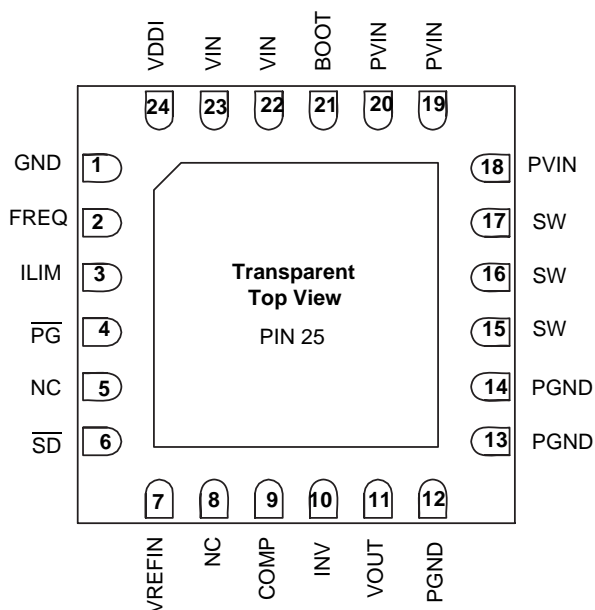 VDDI VIN VIN BOOT PVIN PVIN
24 23 22 21 20 19
GND 1 18 PVIN
FREQ 2 17 SW
ILIM 3 16 SW
Transparent
Top View
PG 4 PIN 25 15 SW
NC 5 14 PGND
SD 6 13 PGND
7 8 9 10 11 12
VREFIN NC COMP INV VOUT PGND